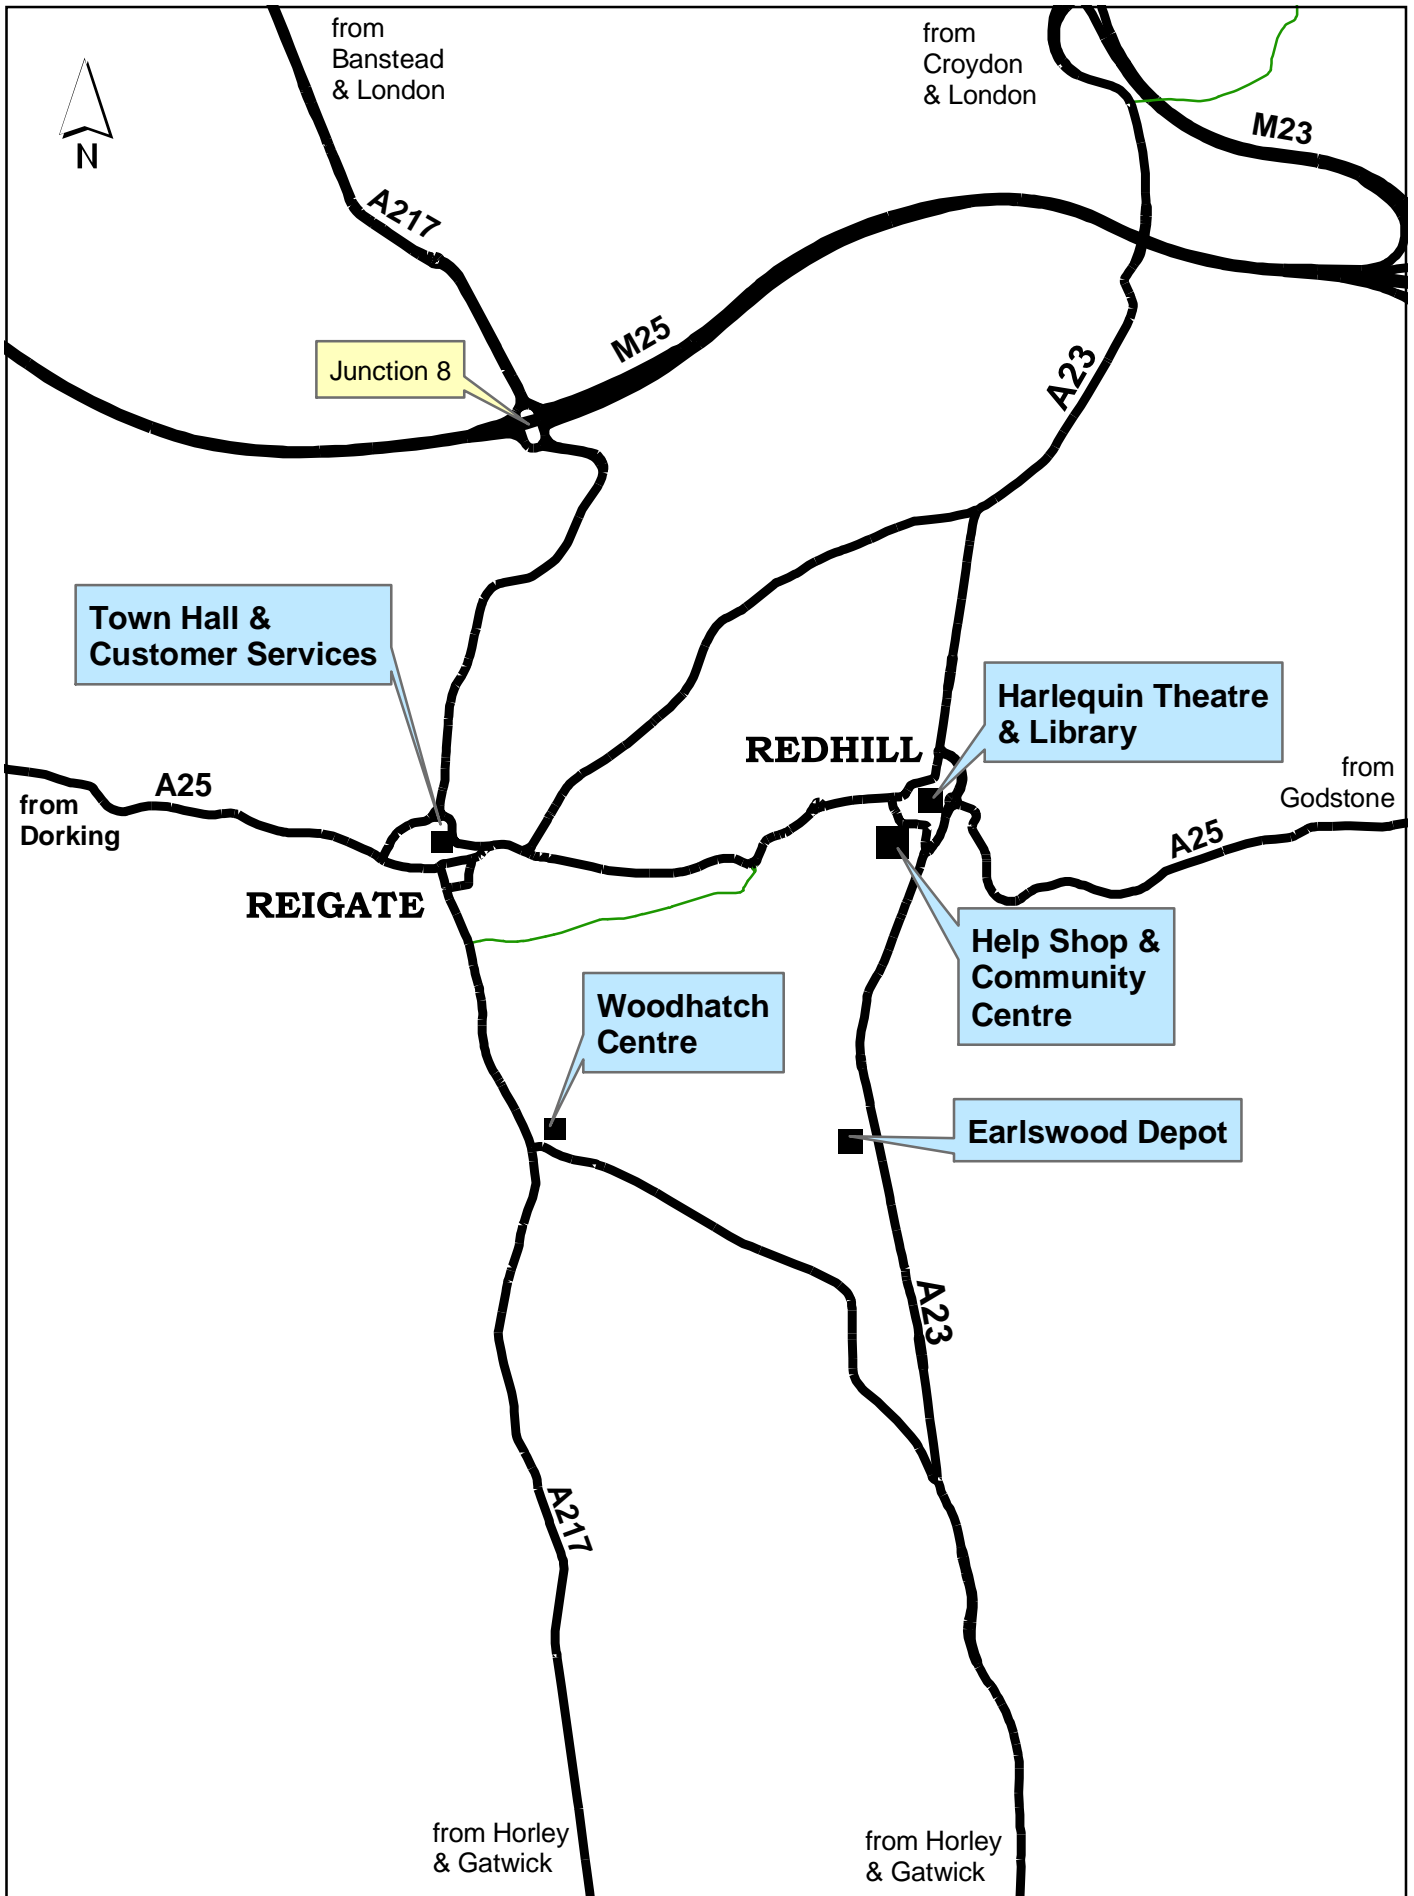 from
Banstead
& London
from
Croydon
& London
N
M23
A217
M25
Junction 8
A23
Town Hall &
Customer Services
Harlequin Theatre
& Library
REDHILL
from
Godstone
A25
from
Dorking
A25
REIGATE
Help Shop &
Community
Centre
Woodhatch
Centre
Earlswood Depot
A23
A217
from Horley
& Gatwick
from Horley
& Gatwick